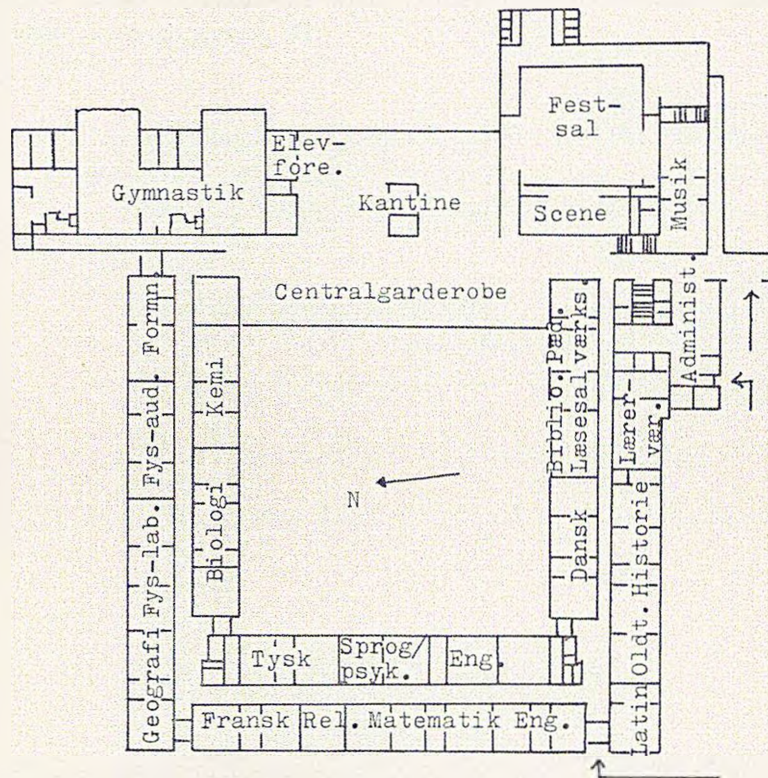 Fest-
sal
Elev-
fore.
Gymnastik
Kantine
Scene
Musik
Centralgarderobe
Administ.
Formn.
Fys-aud.
Fys-lab.
Geografi
Kemi
Biologi
Pæd.
værks.
Biblio.
Læsesal
Dansk
Lærer-
vær.
Historie
Oldt.
Latin
N
Tysk
Sprog/
psyk.
Eng.
Fransk Rel. Matematik Eng.